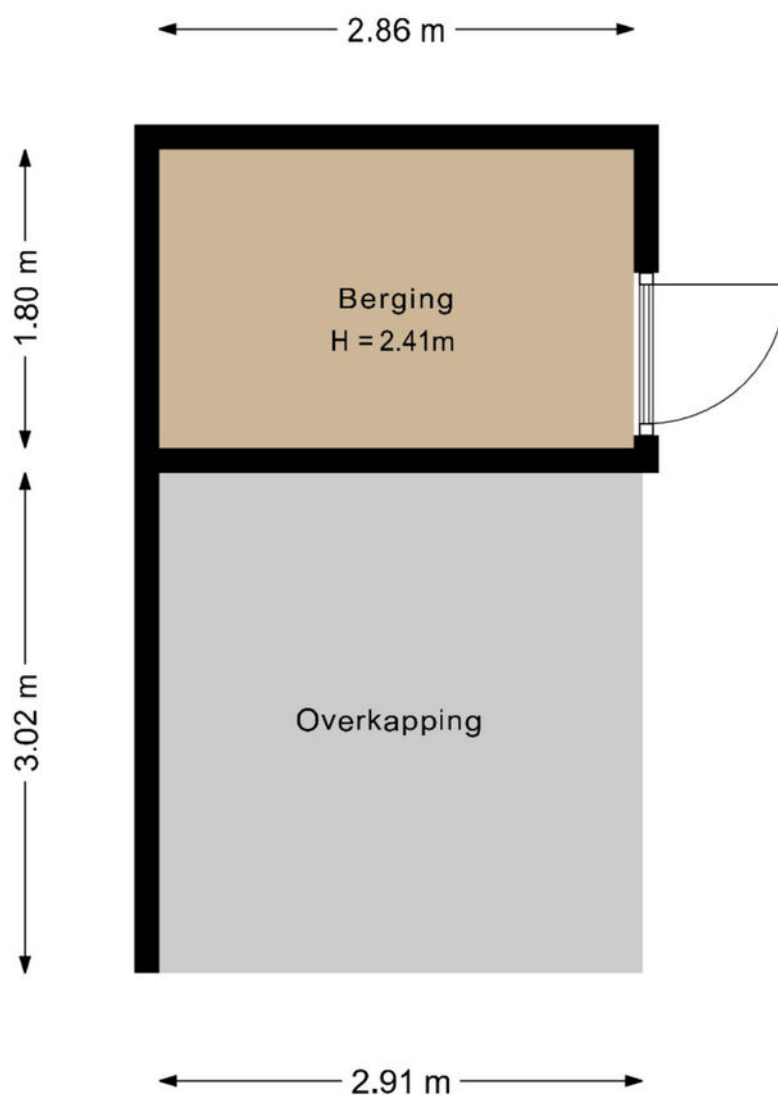 2.86 m
1.80 m
Berging
H = 2.41m
3.02 m
Overkapping
2.91 m